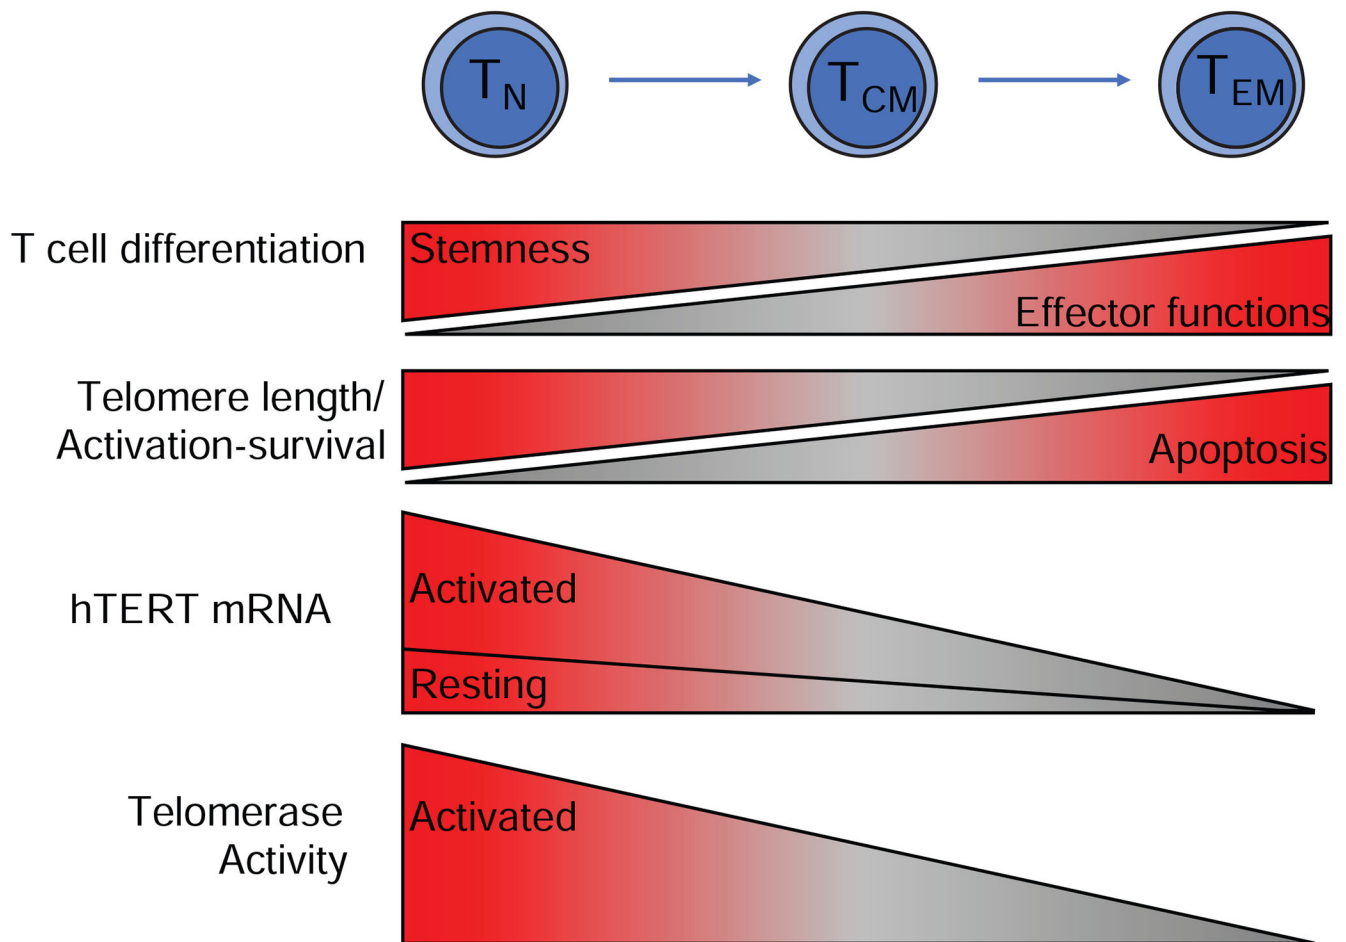 TN
TCM
TEM
T cell differentiation
Stemness
Effector functions
Telomere length/
Activation-survival
Apoptosis
hTERT mRNA
Activated
Resting
Telomerase
Activity
Activated